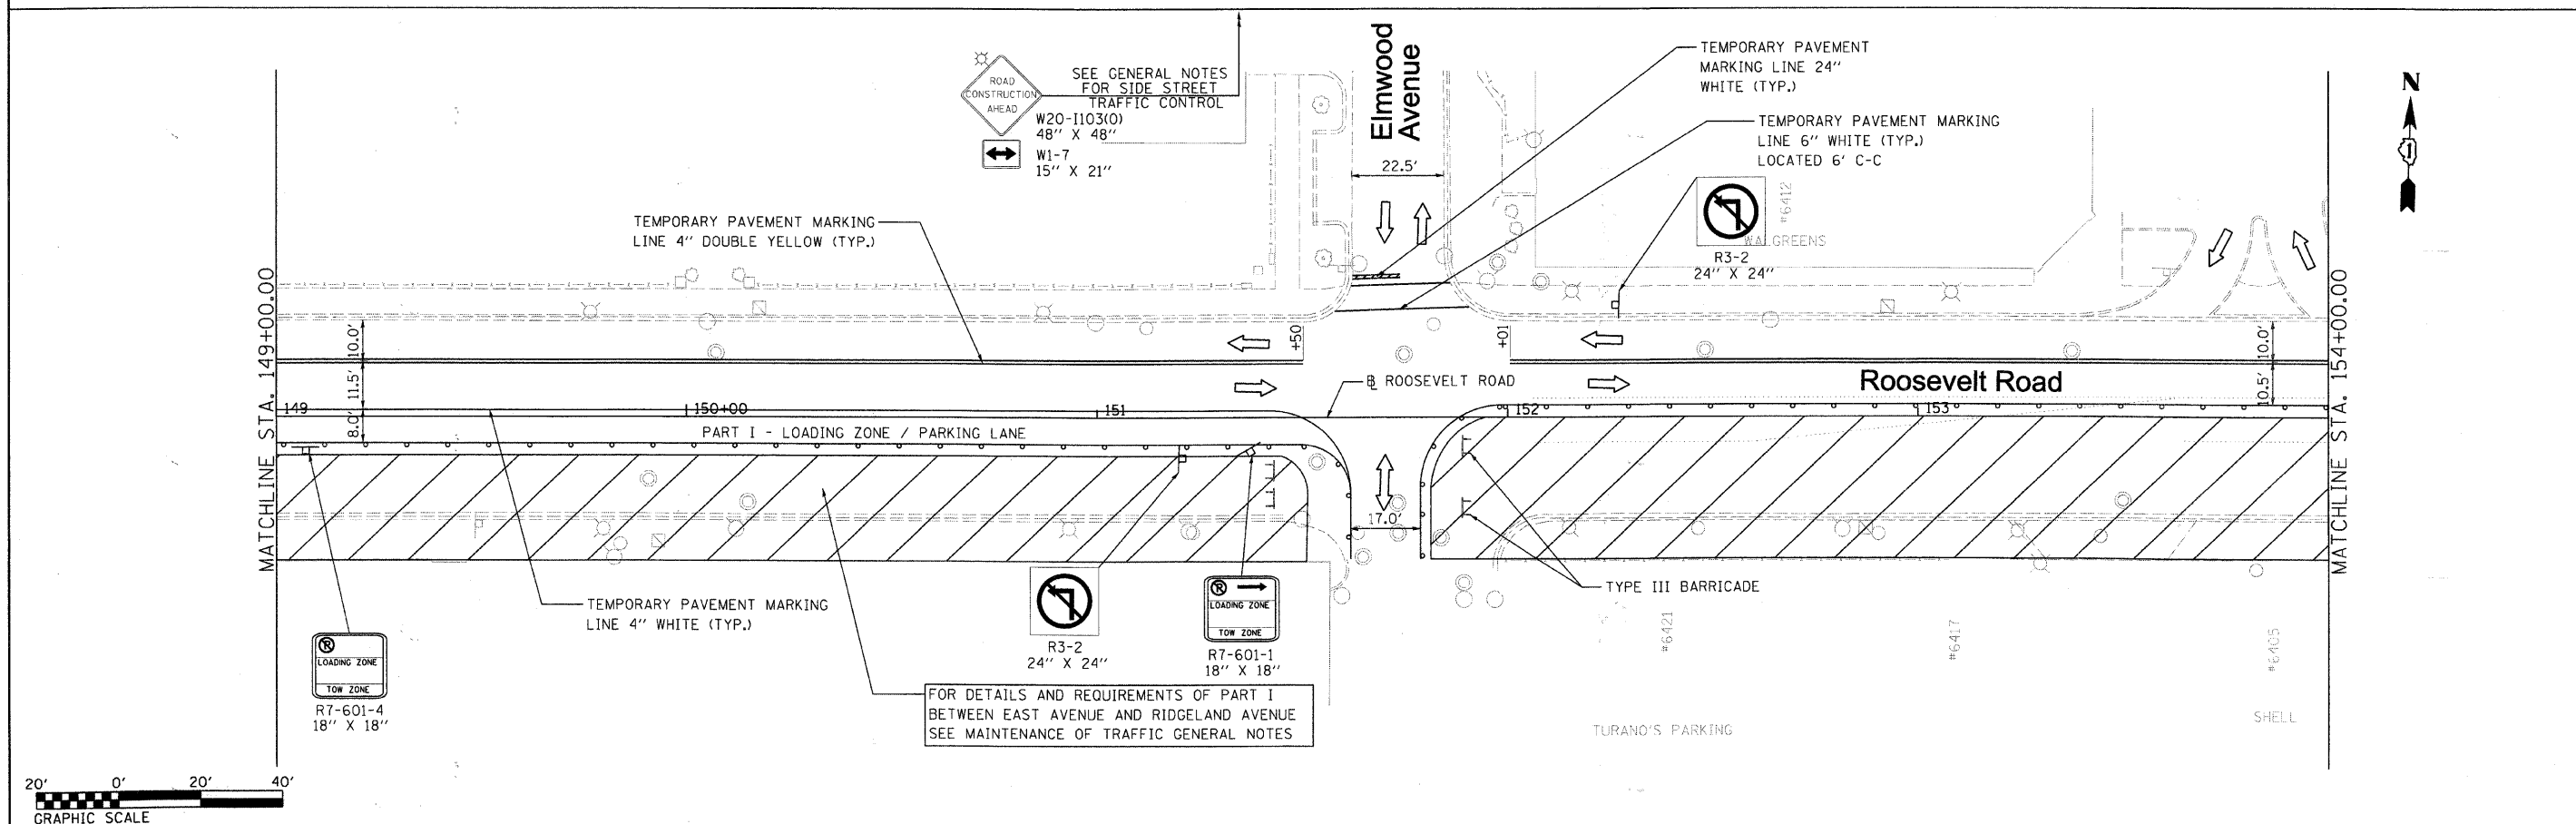 ROAD
CONSTRUCTION
AHEAD
SEE GENERAL NOTES
FOR SIDE STREET
TRAFFIC CONTROL
W20-I103(O)
48" X 48"
W1-7
15" X 21"
Elmwood
Avenue
22.5'
TEMPORARY PAVEMENT
MARKING LINE 24"
WHITE (TYP.)
TEMPORARY PAVEMENT MARKING
LINE 6" WHITE (TYP.)
LOCATED 6' C-C
N
1
#6412
WALGREENS
R3-2
24" X 24"
TEMPORARY PAVEMENT MARKING
LINE 4" DOUBLE YELLOW (TYP.)
MATCHLINE STA. 149+00.00
10.0'
11.5'
8.0'
+50
+01
10.0'
10.5'
MATCHLINE STA. 154+00.00
Roosevelt Road
B ROOSEVELT ROAD
149
150+00
151
152
153
PART I - LOADING ZONE / PARKING LANE
17.0'
TYPE III BARRICADE
TEMPORARY PAVEMENT MARKING
LINE 4" WHITE (TYP.)
R
LOADING ZONE
TOW ZONE
R7-601-4
18" X 18"
R3-2
24" X 24"
R
LOADING ZONE
TOW ZONE
R7-601-1
18" X 18"
FOR DETAILS AND REQUIREMENTS OF PART I
BETWEEN EAST AVENUE AND RIDGELAND AVENUE
SEE MAINTENANCE OF TRAFFIC GENERAL NOTES
#6421
#6417
#6405
TURANO'S PARKING
SHELL
20' 0' 20' 40'
GRAPHIC SCALE